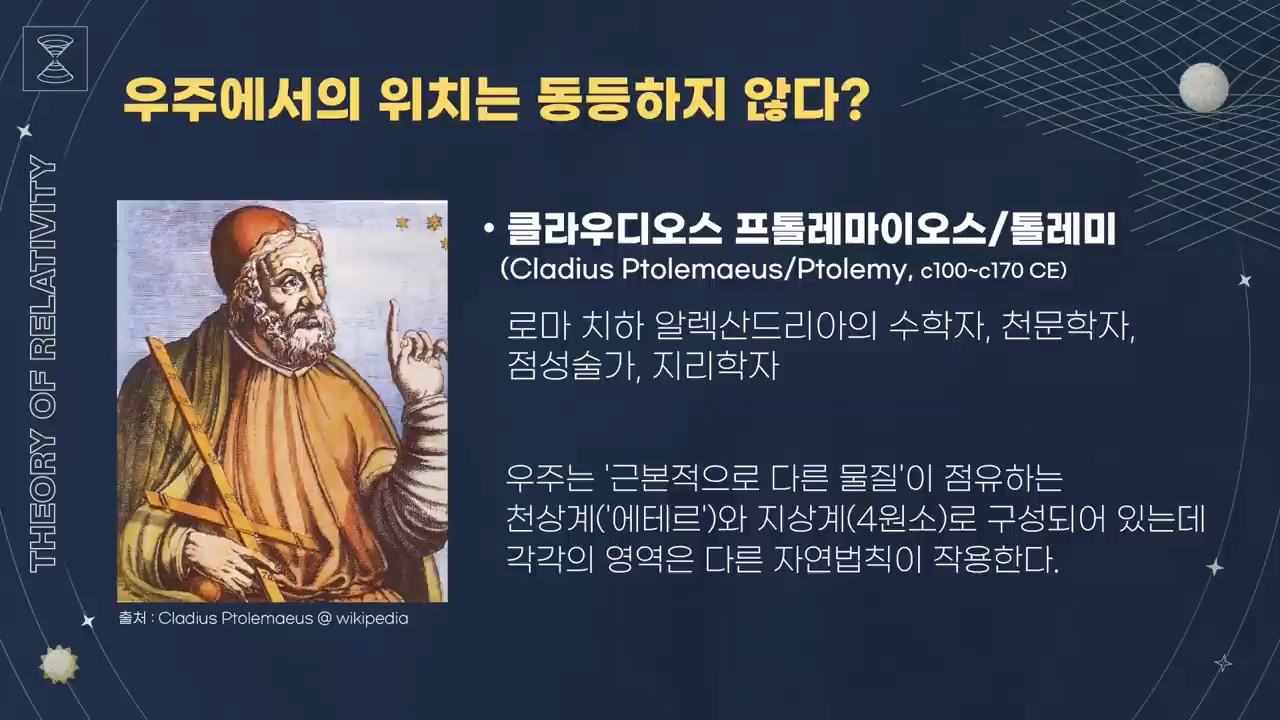 우주에서의 위치는 동등하지 않다?
THEORY OF RELATIVITY
• 클라우디오스 프톨레마이오스/톨레미
(Cladius Ptolemaeus/Ptolemy, c100~c170 CE)
로마 치하 알렉산드리아의 수학자, 천문학자,
점성술가, 지리학자
우주는 '근본적으로 다른 물질'이 점유하는
천상계('에테르')와 지상계(4원소)로 구성되어 있는데
각각의 영역은 다른 자연법칙이 작용한다.
출처 : Cladius Ptolemaeus @ wikipedia